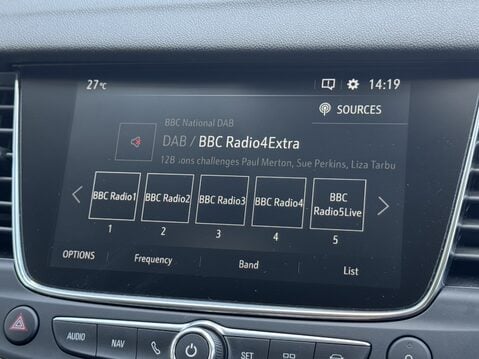 27°C 14:19
SOURCES
BBC National DAB
DAB / BBC Radio4Extra
12B :ons challenges Paul Merton, Sue Perkins, Liza Tarbu
BBC Radio1 BBC Radio2 BBC Radio3 BBC Radio4 BBC Radio5Live
1 2 3 4 5
OPTIONS Frequency Band List
AUDIO NAV SET